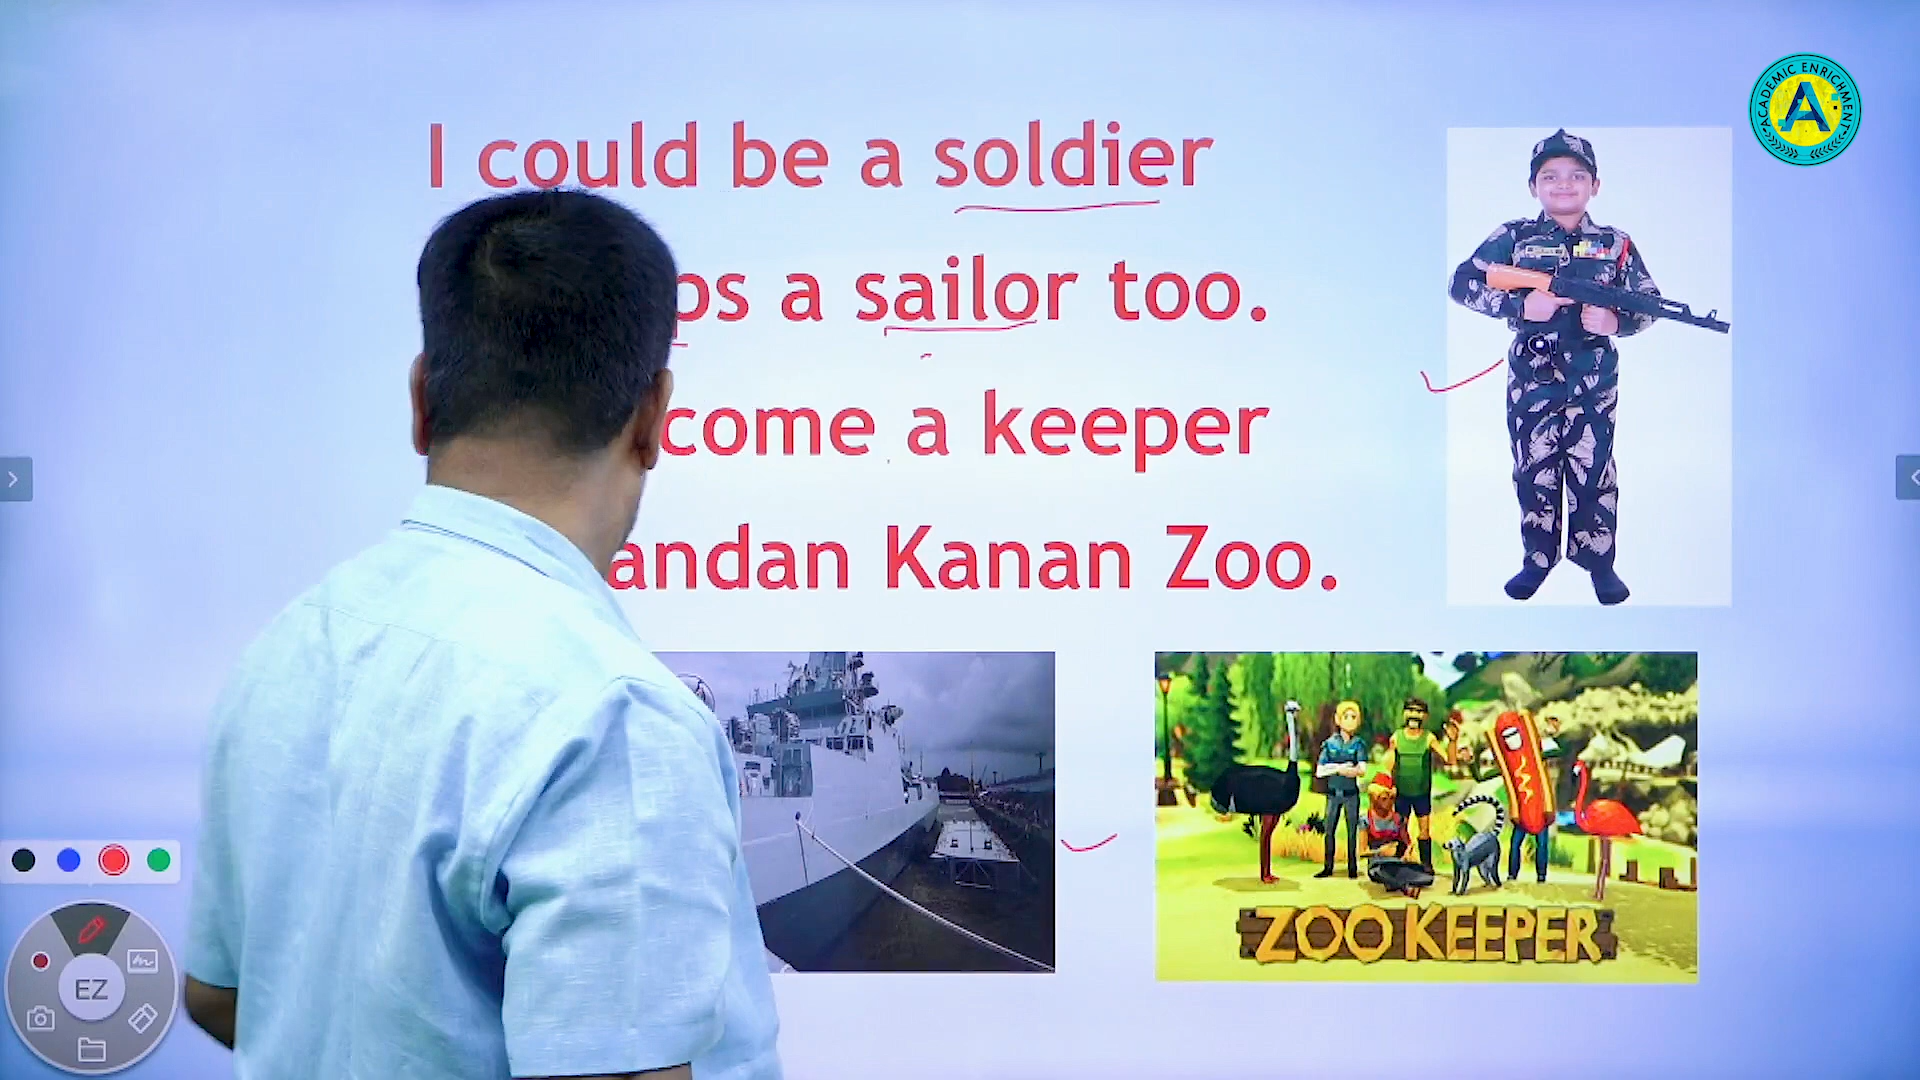 I could be a soldier
ps a sailor too.
come a keeper
andan Kanan Zoo.
ACADEMIC ENRICHMENT
A
ZOO KEEPER
EZ